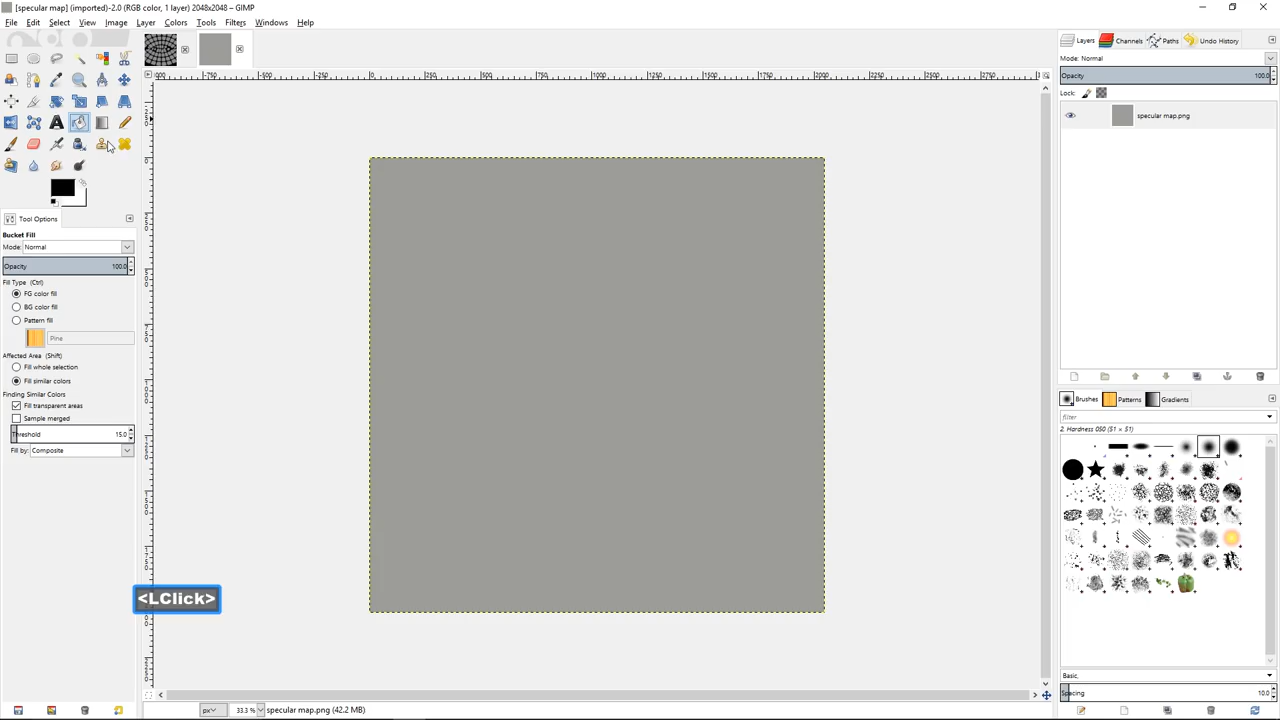 [specular map] (imported)-2.0 (RGB color, 1 layer) 2048x2048 – GIMP
File Edit Select View Image Layer Colors Tools Filters Windows Help
Layers Channels Paths Undo History
Mode: Normal
Opacity 100.0
Lock:
specular map.png
Tool Options
Bucket Fill
Mode: Normal
Opacity 100.0
Fill Type (Ctrl)
FG color fill
BG color fill
Pattern fill
Pine
Affected Area (Shift)
Fill whole selection
Fill similar colors
Finding Similar Colors
Fill transparent areas
Sample merged
Threshold 15.0
Fill by: Composite
<LClick>
Brushes Patterns Gradients
filter
2. Hardness 050 (51 × 51)
Basic,
Spacing 10.0
px 33.3 % specular map.png (42.2 MB)